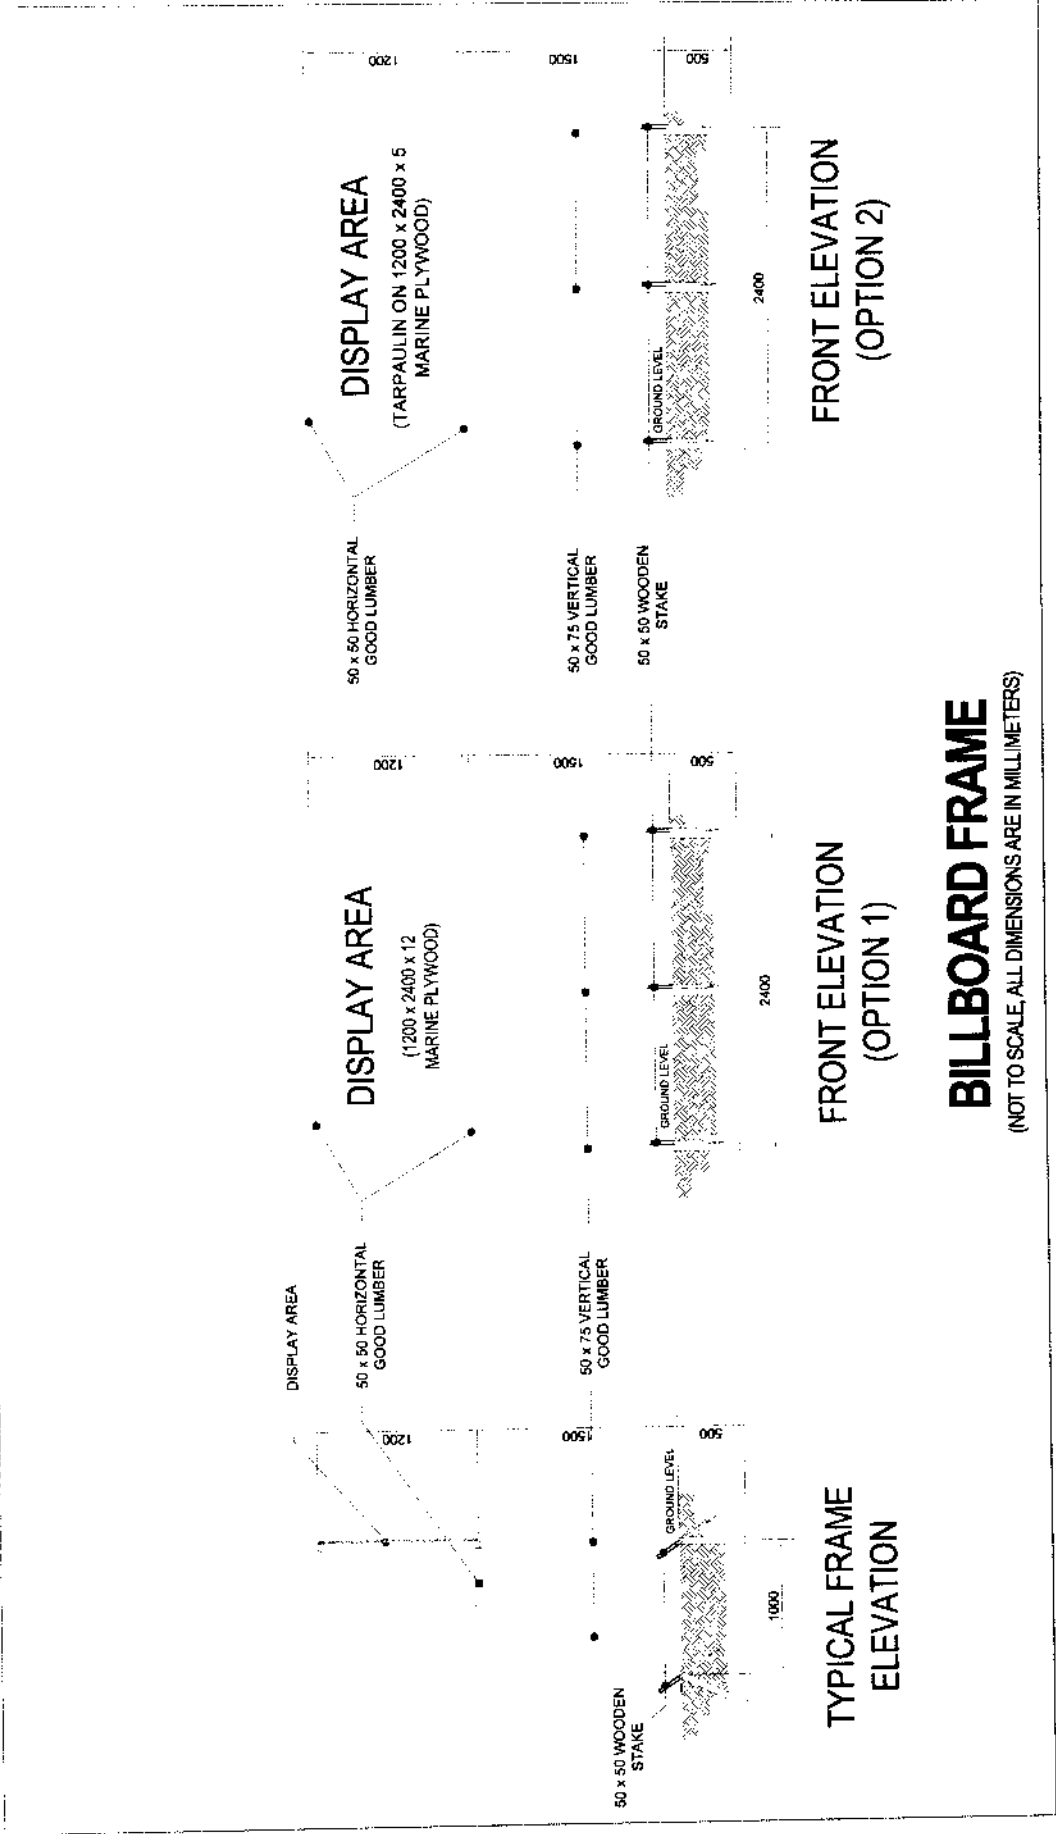 DISPLAY AREA
50 x 50 HORIZONTAL
GOOD LUMBER
1200
50 x 75 VERTICAL
GOOD LUMBER
1500
50 x 50 WOODEN
STAKE
GROUND LEVEL
500
1000
TYPICAL FRAME
ELEVATION
DISPLAY AREA
(1200 x 2400 x 12
MARINE PLYWOOD)
1200
1500
GROUND LEVEL
500
2400
FRONT ELEVATION
(OPTION 1)
50 x 50 HORIZONTAL
GOOD LUMBER
50 x 75 VERTICAL
GOOD LUMBER
50 x 50 WOODEN
STAKE
DISPLAY AREA
(TARPAULIN ON 1200 x 2400 x 5
MARINE PLYWOOD)
1200
1500
GROUND LEVEL
500
2400
FRONT ELEVATION
(OPTION 2)
BILLBOARD FRAME
(NOT TO SCALE, ALL DIMENSIONS ARE IN MILLIMETERS)